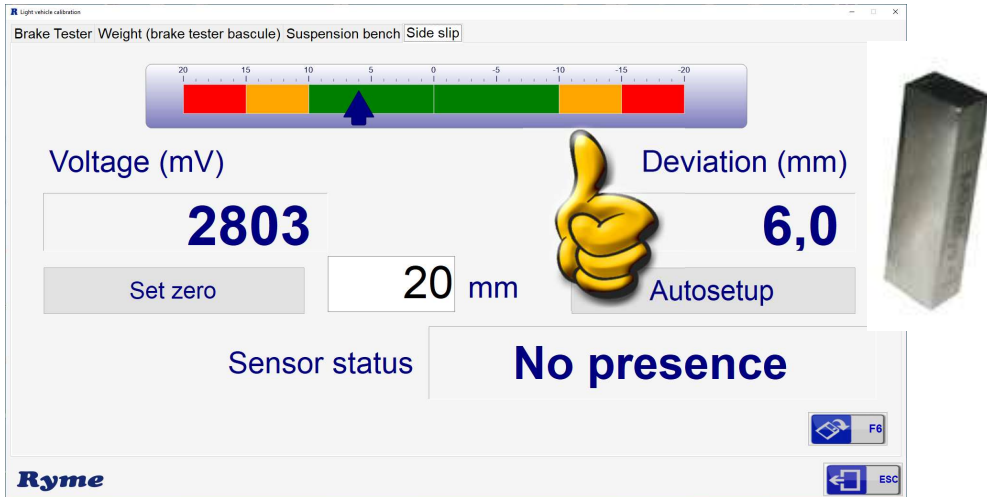 R Light vehicle calibration
Brake Tester Weight (brake tester bascule) Suspension bench Side slip
20 15 10 5 0 -5 -10 -15 -20
Voltage (mV) Deviation (mm)
2803 6,0
Set zero 20 mm Autosetup
Sensor status No presence
F6
Ryme ESC